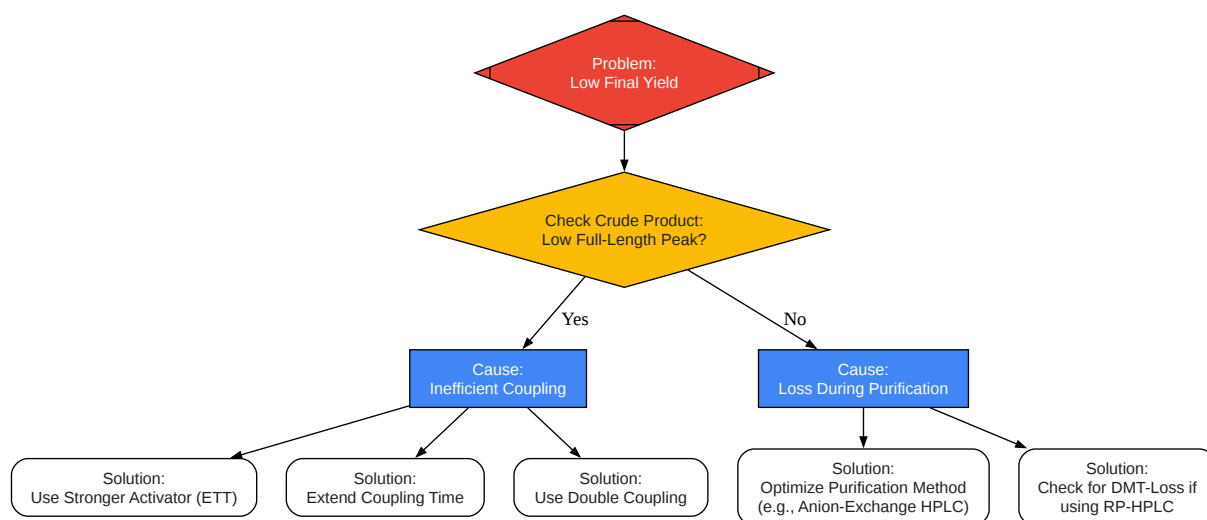 Problem:
Low Final Yield
Check Crude Product:
Low Full-Length Peak?
Yes
No
Cause:
Inefficient Coupling
Cause:
Loss During Purification
Solution:
Use Stronger Activator (ETT)
Solution:
Extend Coupling Time
Solution:
Use Double Coupling
Solution:
Optimize Purification Method
(e.g., Anion-Exchange HPLC)
Solution:
Check for DMT-Loss if
using RP-HPLC